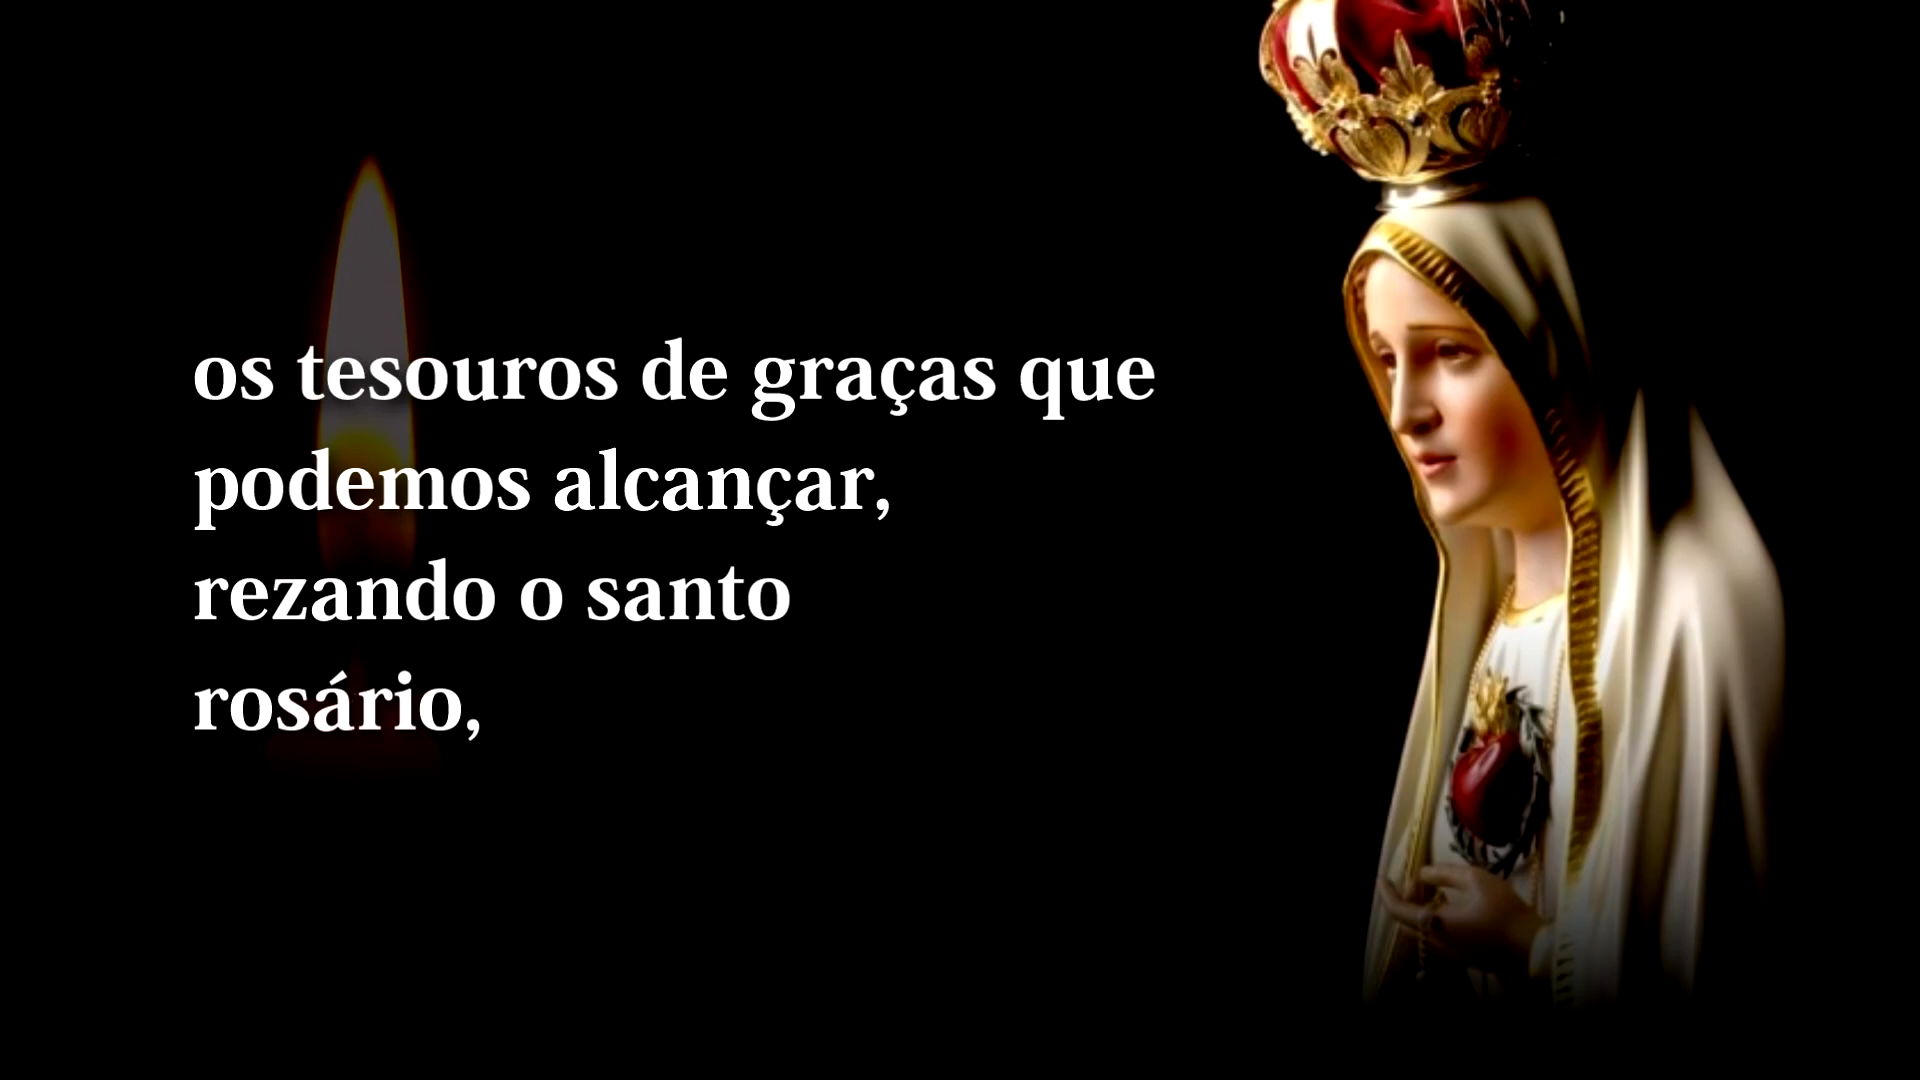 os tesouros de graças que
podemos alcançar,
rezando o santo
rosário,